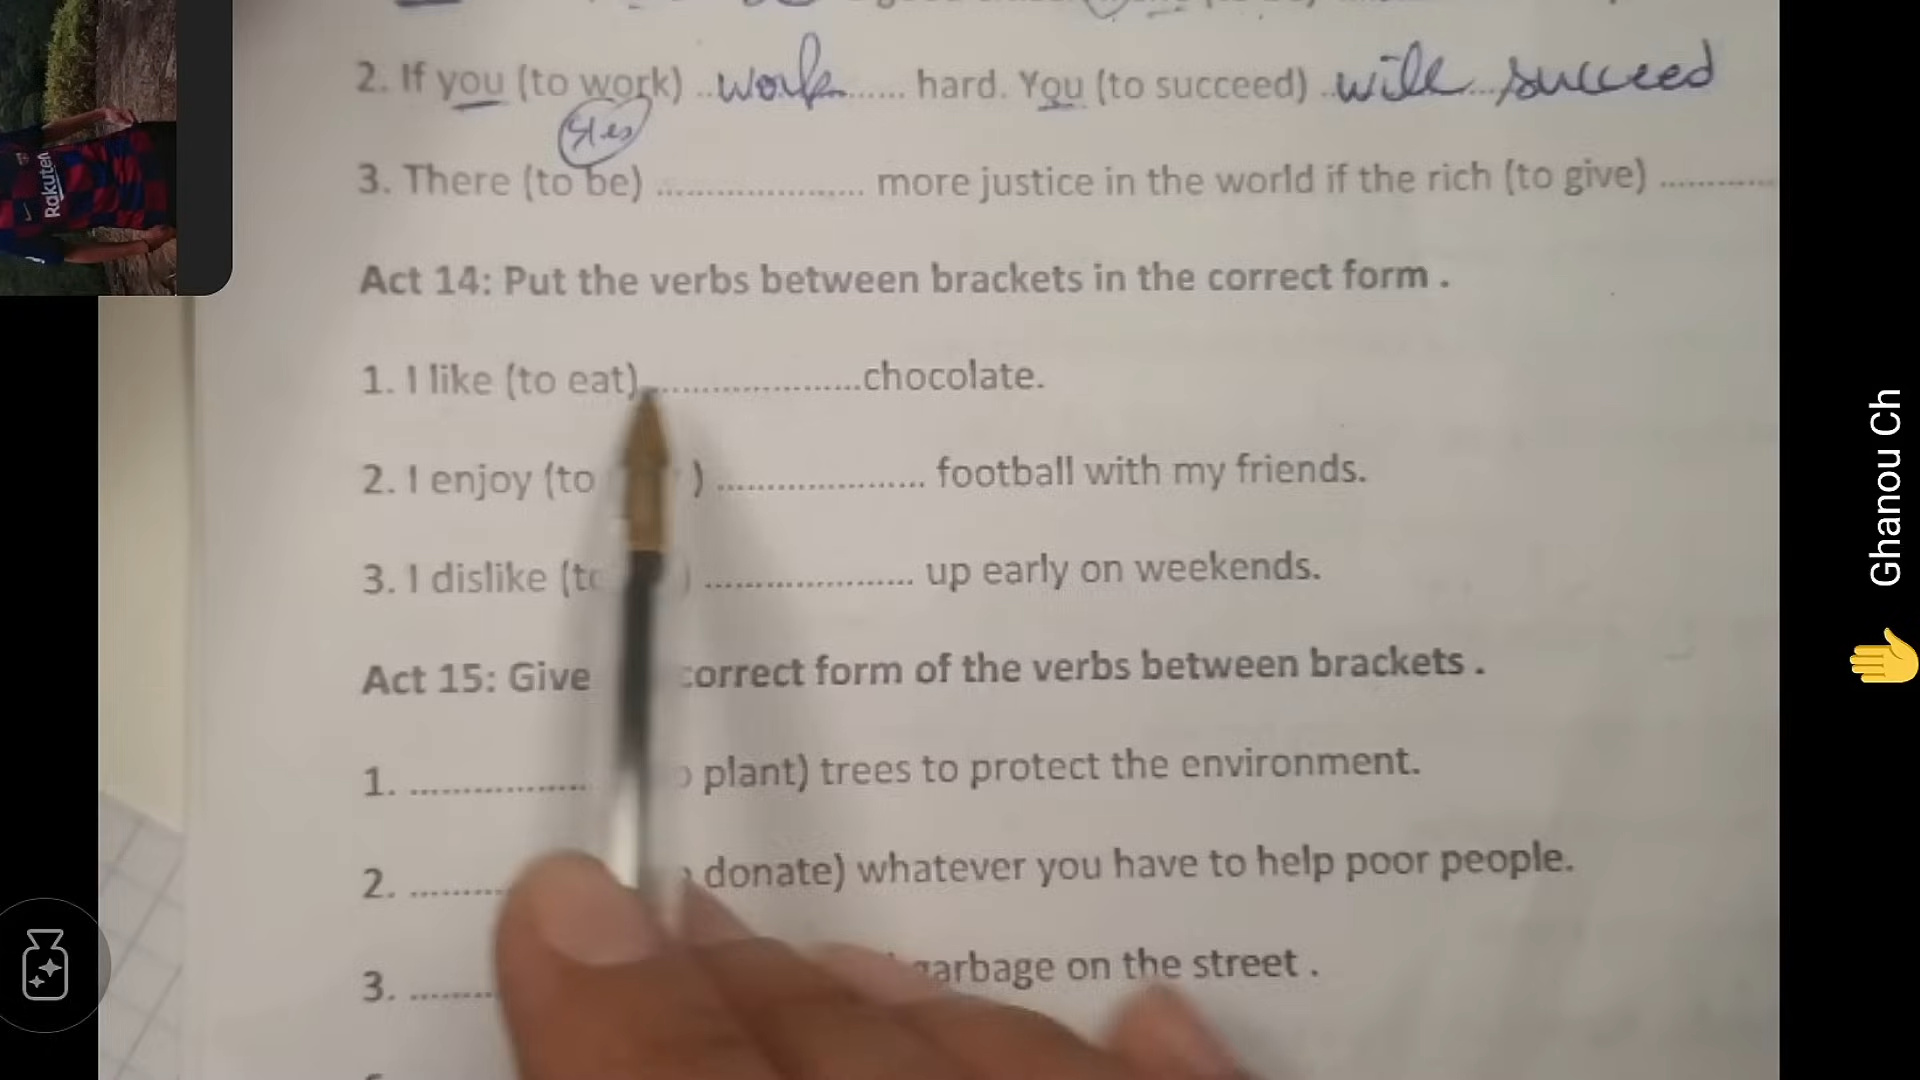 2. If you (to work) ..work...... hard. You (to succeed) ..will...succeed
3. There (to be) ..................... more justice in the world if the rich (to give) ............
Act 14: Put the verbs between brackets in the correct form .
1. I like (to eat).....................chocolate.
2. I enjoy (to ) ..................... football with my friends.
3. I dislike ( ) ..................... up early on weekends.
Act 15: Give correct form of the verbs between brackets .
1. .................. plant) trees to protect the environment.
2. .......... donate) whatever you have to help poor people.
3. ......... garbage on the street .
Rakuten
Ghanou Ch